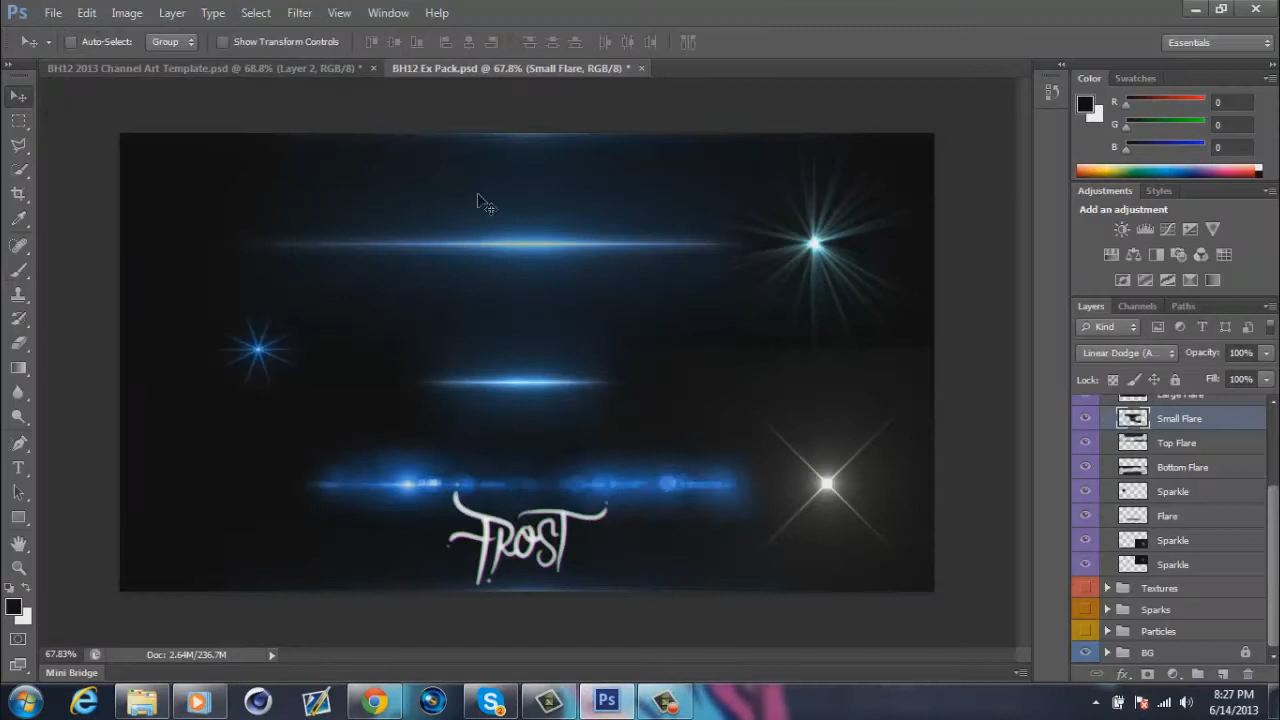 Ps File Edit Image Layer Type Select Filter View Window Help
Auto-Select: Group Show Transform Controls Essentials
BH12 2013 Channel Art Template.psd @ 68.8% (Layer 2, RGB/8) * × BH12 Ex Pack.psd @ 67.8% (Small Flare, RGB/8) * ×
Color Swatches
R 0
G 0
B 0
Adjustments Styles
Add an adjustment
Layers Channels Paths
Kind
Linear Dodge (A... Opacity: 100%
Lock: Fill: 100%
Large Flare
Small Flare
Top Flare
Bottom Flare
Sparkle
Flare
Sparkle
Sparkle
Textures
Sparks
Particles
BG
FROST
67.83% Doc: 2.64M/236.7M
Mini Bridge
8:27 PM
6/14/2013